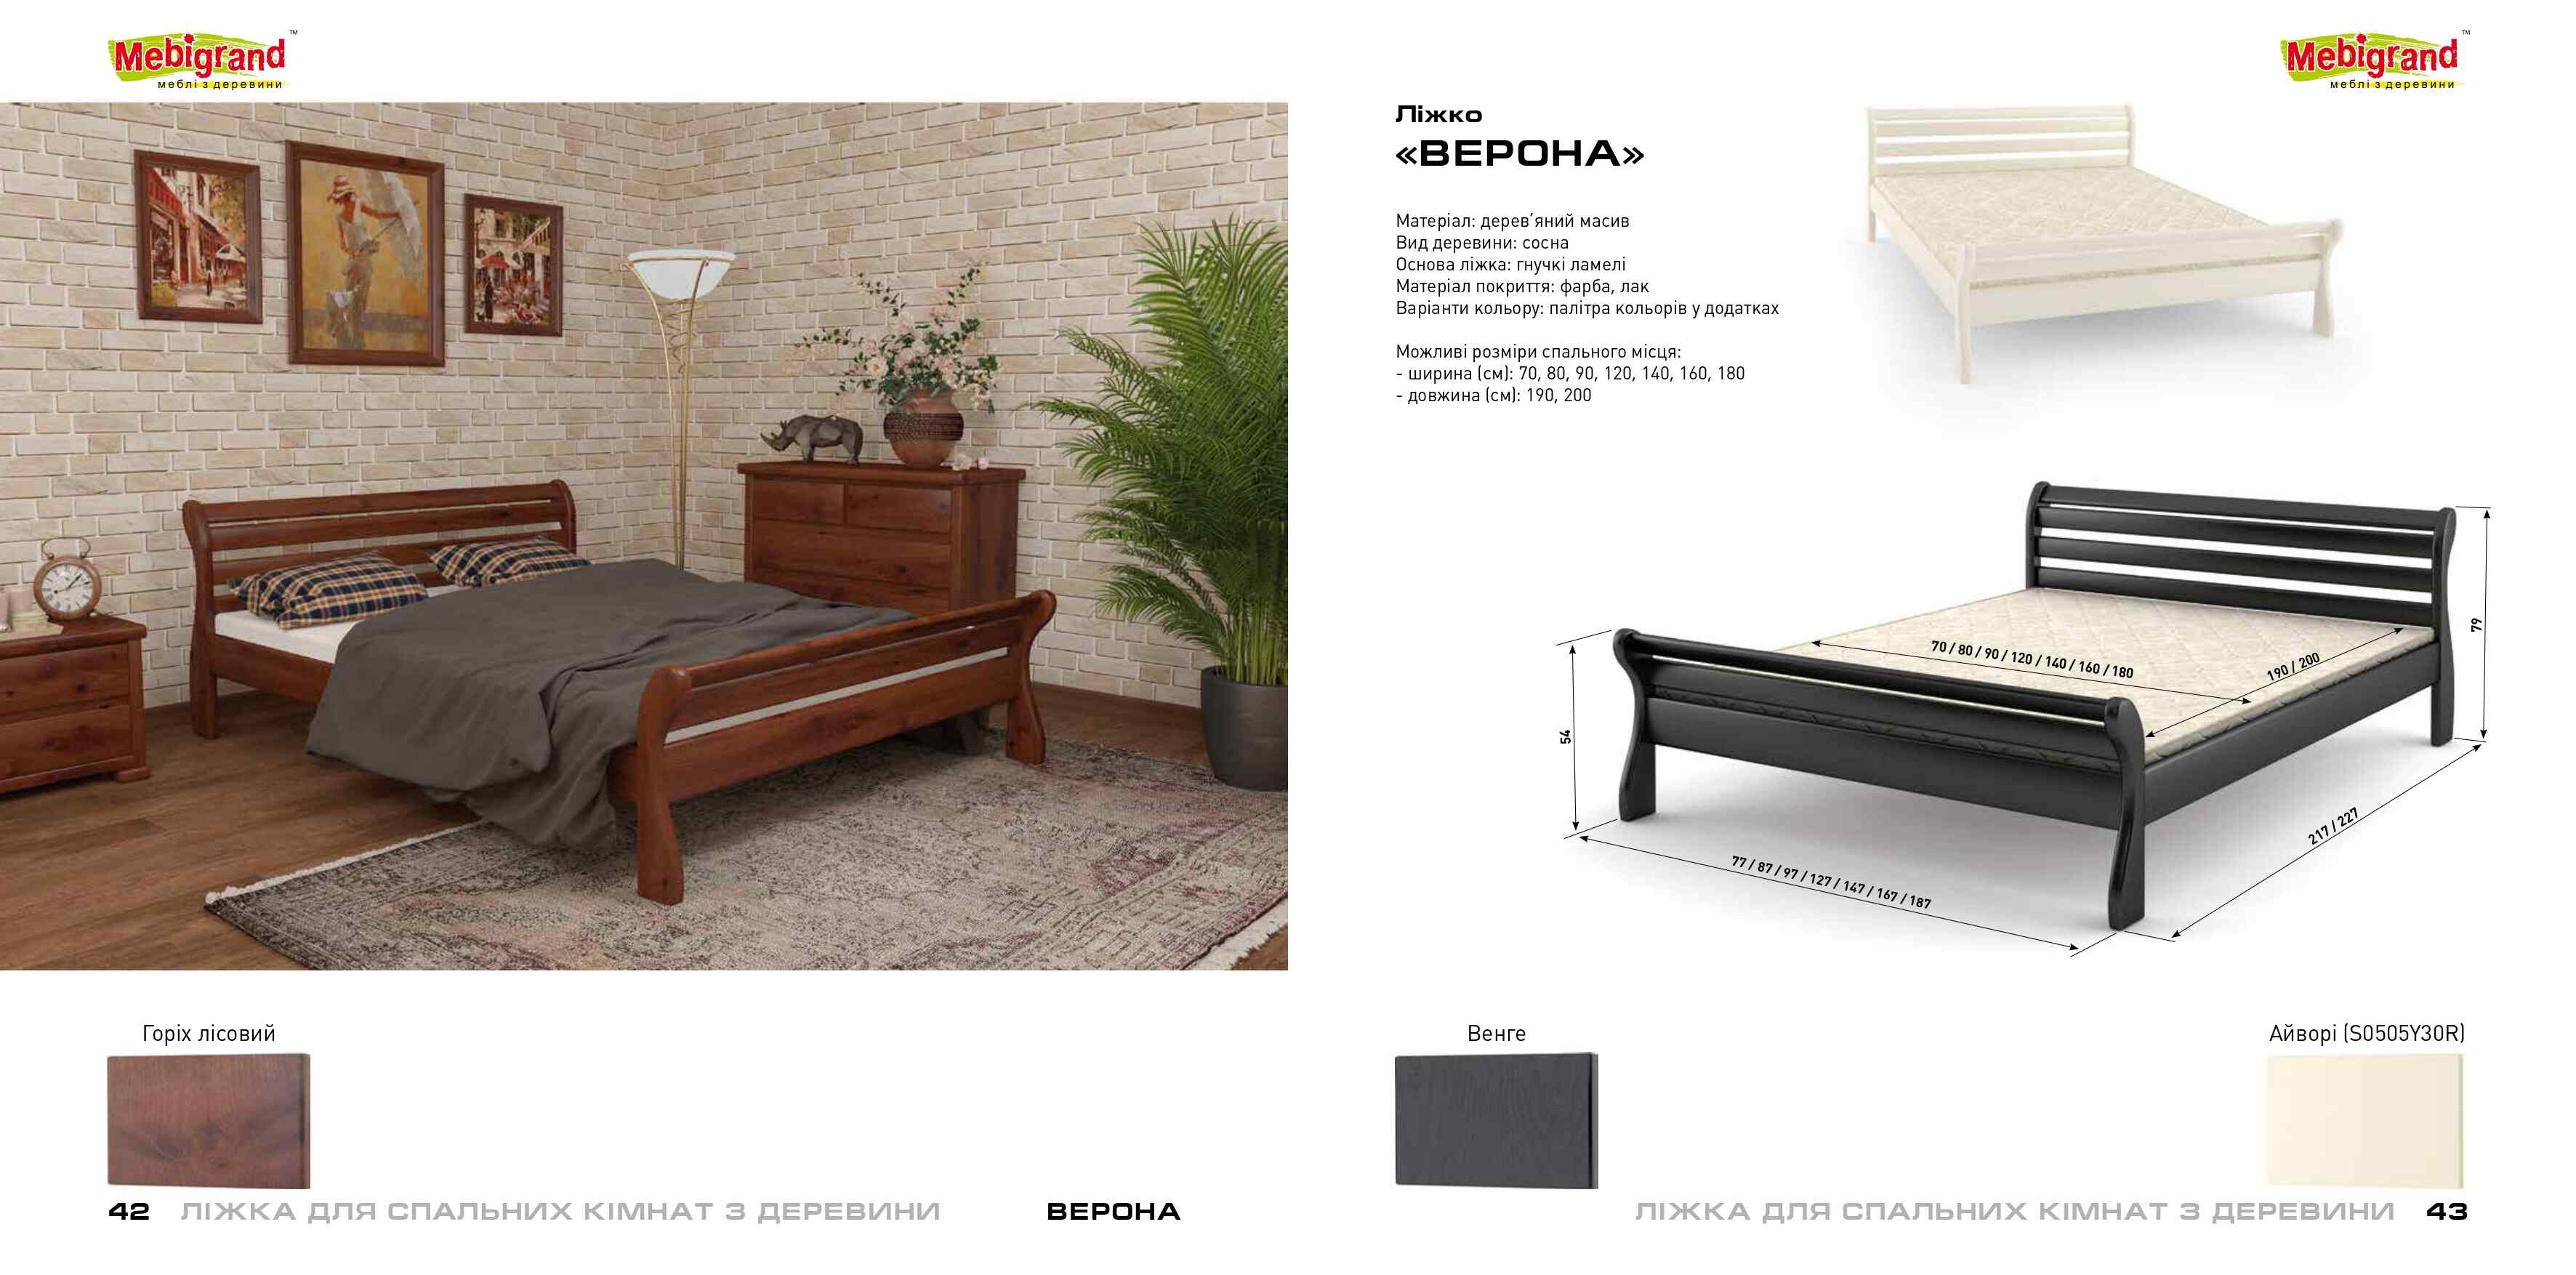 Mebigrand TM
меблі з деревини
Горіх лісовий
42 ЛІЖКА ДЛЯ СПАЛЬНИХ КІМНАТ З ДЕРЕВИНИ ВЕРОНА
Mebigrand TM
меблі з деревини
Ліжко
«ВЕРОНА»
Матеріал: дерев’яний масив
Вид деревини: сосна
Основа ліжка: гнучкі ламелі
Матеріал покриття: фарба, лак
Варіанти кольору: палітра кольорів у додатках
Можливі розміри спального місця:
- ширина (см): 70, 80, 90, 120, 140, 160, 180
- довжина (см): 190, 200
70 / 80 / 90 / 120 / 140 / 160 / 180
190 / 200
79
54
77 / 87 / 97 / 127 / 147 / 167 / 187
217 / 227
Венге
Айворі (S0505Y30R)
ЛІЖКА ДЛЯ СПАЛЬНИХ КІМНАТ З ДЕРЕВИНИ 43